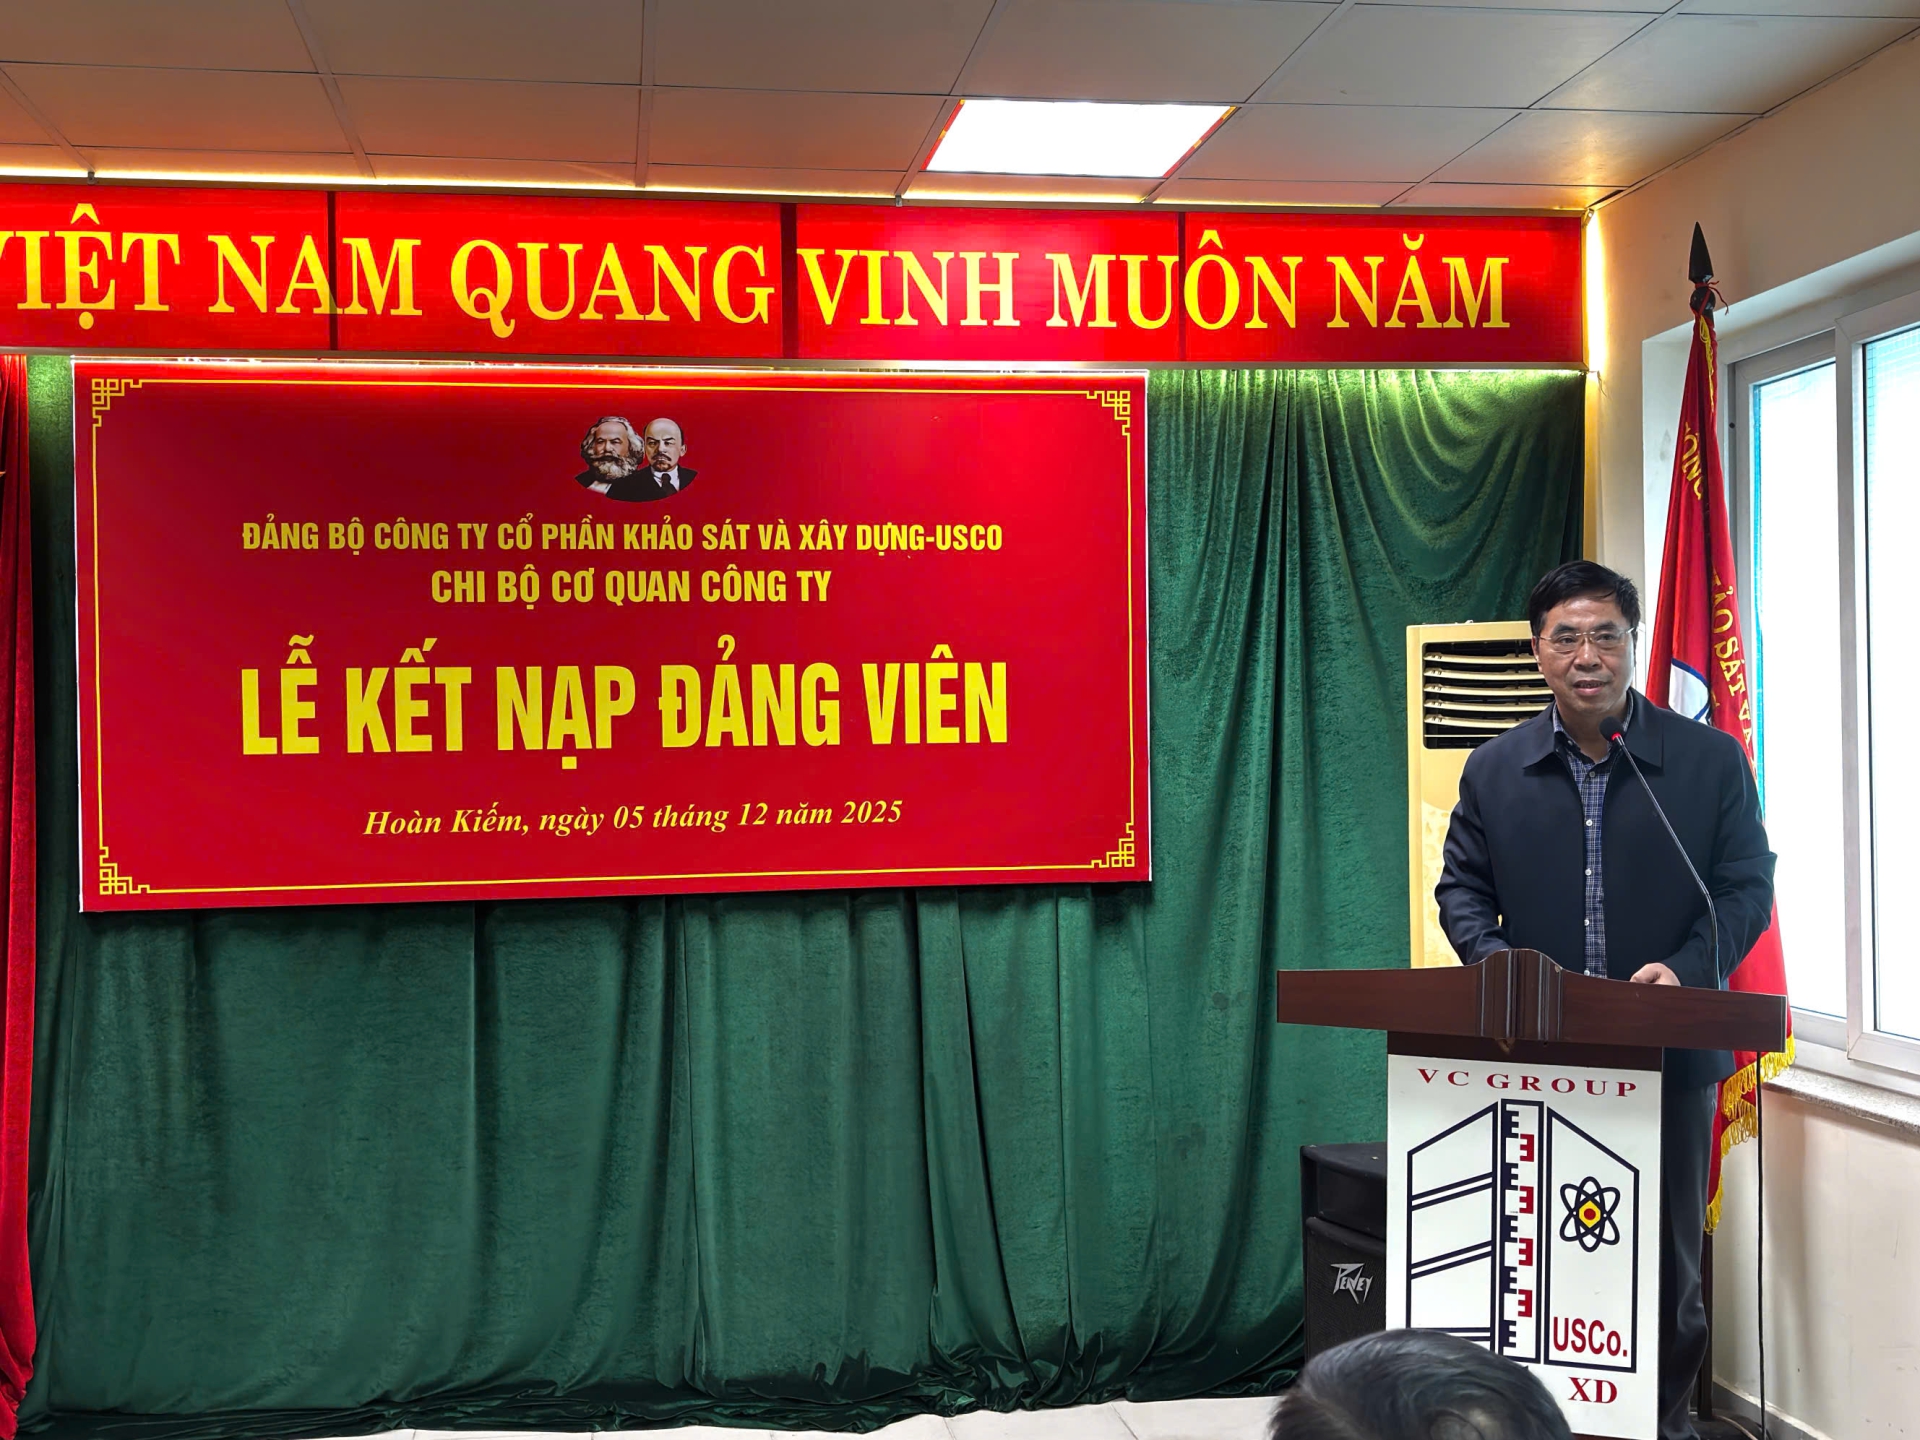 VIỆT NAM QUANG VINH MUÔN NĂM
ĐẢNG BỘ CÔNG TY CỔ PHẦN KHẢO SÁT VÀ XÂY DỰNG-USCO
CHI BỘ CƠ QUAN CÔNG TY
LỄ KẾT NẠP ĐẢNG VIÊN
Hoàn Kiếm, ngày 05 tháng 12 năm 2025
VC GROUP
USCo.
XD
PEAVEY
SÁT